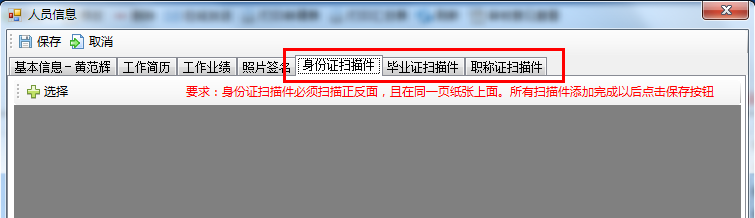 人员信息
保存 取消
基本信息 - 黄范辉 工作简历 工作业绩 照片签名 身份证扫描件 毕业证扫描件 职称证扫描件
选择 要求：身份证扫描件必须扫描正反面，且在同一页纸张上面。所有扫描件添加完成以后点击保存按钮